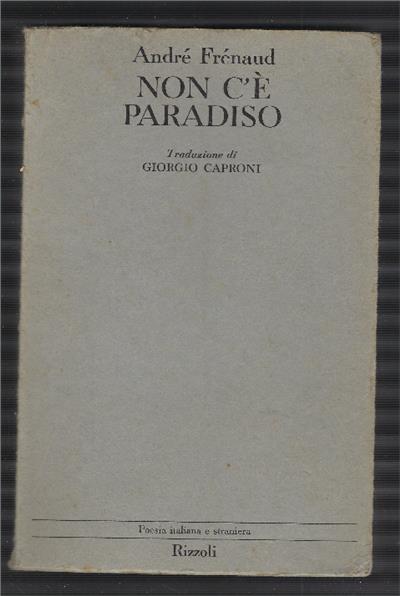 André Frénaud
NON C'È
PARADISO
Traduzione di
GIORGIO CAPRONI
Poesia italiana e straniera
Rizzoli